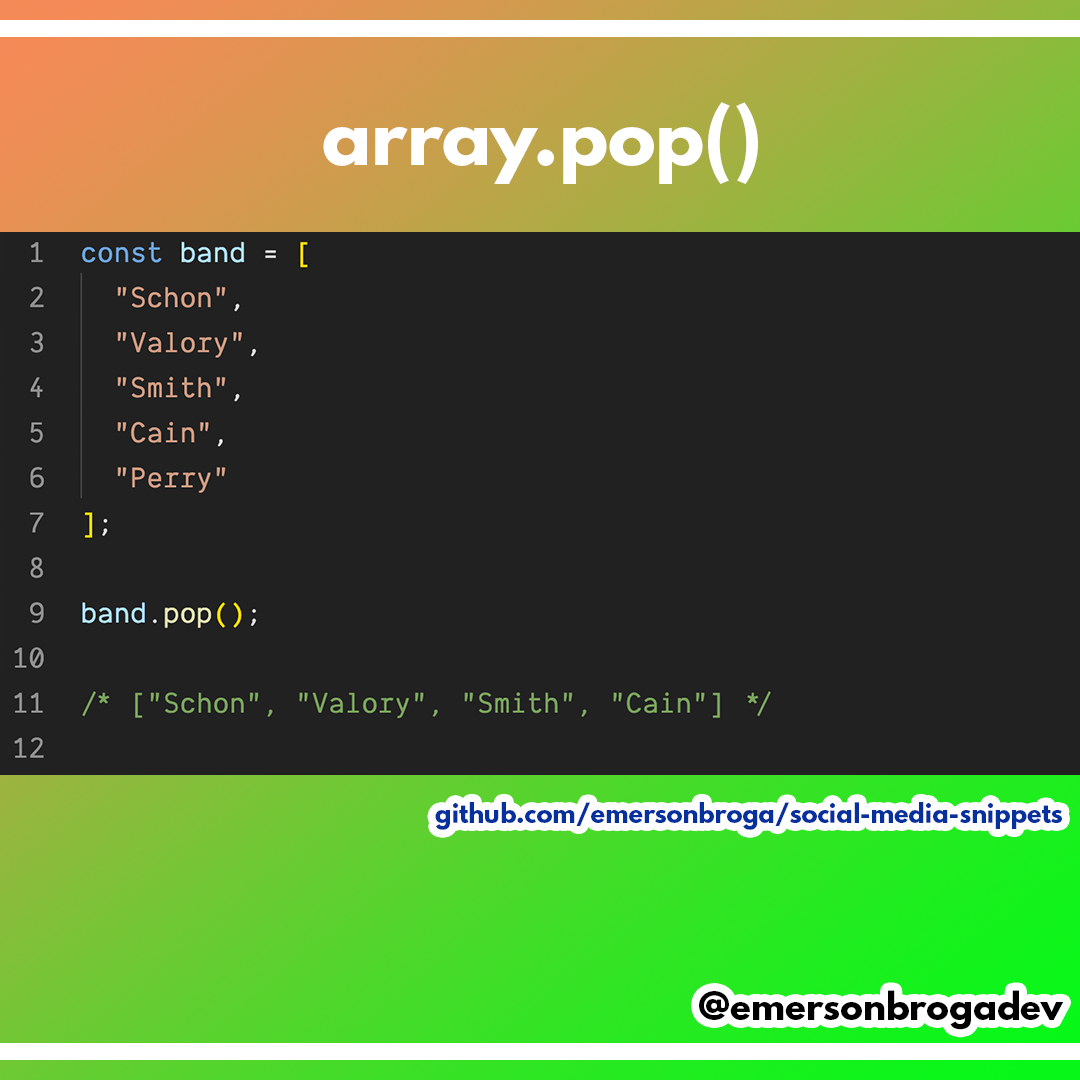 array.pop()
1 const band = [
2 "Schon",
3 "Valory",
4 "Smith",
5 "Cain",
6 "Perry"
7 ];
8
9 band.pop();
10
11 /* ["Schon", "Valory", "Smith", "Cain"] */
12
github.com/emersonbroga/social-media-snippets
@emersonbrogadev